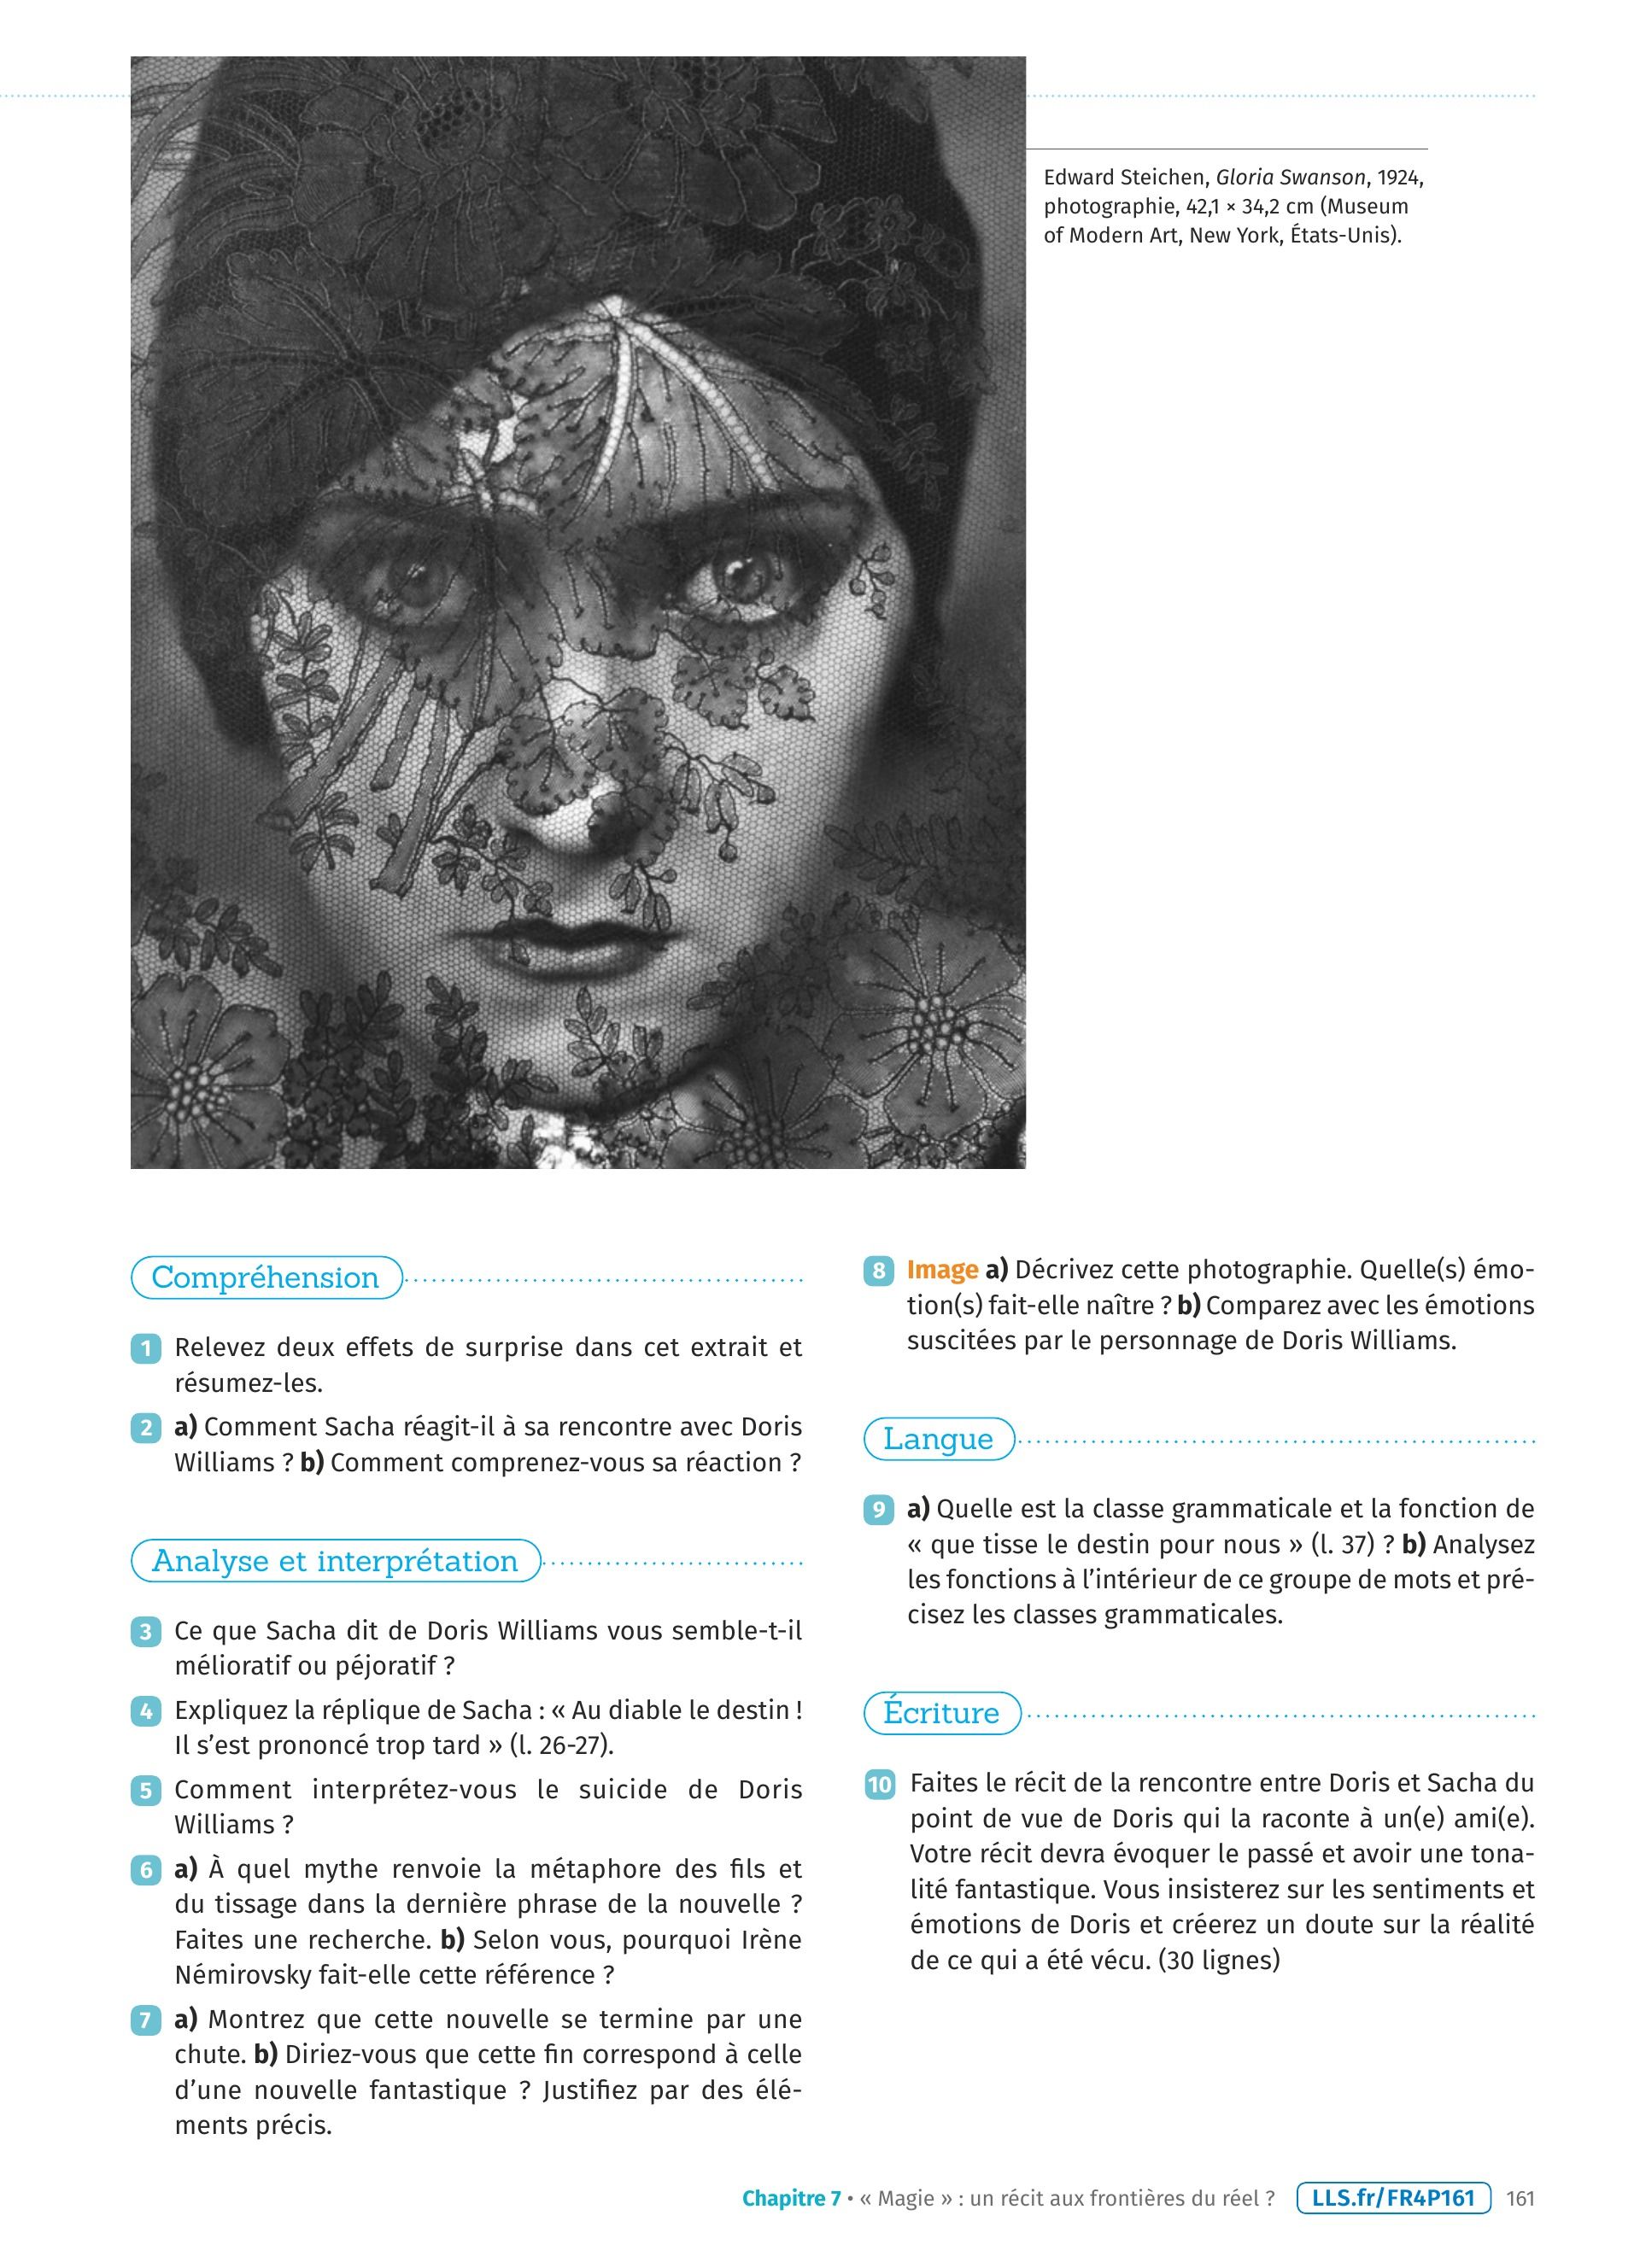 Edward Steichen, Gloria Swanson, 1924,
photographie, 42,1 × 34,2 cm (Museum
of Modern Art, New York, États-Unis).
Compréhension
1 Relevez deux effets de surprise dans cet extrait et
résumez-les.
2 a) Comment Sacha réagit-il à sa rencontre avec Doris
Williams ? b) Comment comprenez-vous sa réaction ?
Analyse et interprétation
3 Ce que Sacha dit de Doris Williams vous semble-t-il
mélioratif ou péjoratif ?
4 Expliquez la réplique de Sacha : « Au diable le destin !
Il s’est prononcé trop tard » (l. 26-27).
5 Comment interprétez-vous le suicide de Doris
Williams ?
6 a) À quel mythe renvoie la métaphore des fils et
du tissage dans la dernière phrase de la nouvelle ?
Faites une recherche. b) Selon vous, pourquoi Irène
Némirovsky fait-elle cette référence ?
7 a) Montrez que cette nouvelle se termine par une
chute. b) Diriez-vous que cette fin correspond à celle
d’une nouvelle fantastique ? Justifiez par des élé-
ments précis.
8 Image a) Décrivez cette photographie. Quelle(s) émo-
tion(s) fait-elle naître ? b) Comparez avec les émotions
suscitées par le personnage de Doris Williams.
Langue
9 a) Quelle est la classe grammaticale et la fonction de
« que tisse le destin pour nous » (l. 37) ? b) Analysez
les fonctions à l’intérieur de ce groupe de mots et pré-
cisez les classes grammaticales.
Écriture
10 Faites le récit de la rencontre entre Doris et Sacha du
point de vue de Doris qui la raconte à un(e) ami(e).
Votre récit devra évoquer le passé et avoir une tona-
lité fantastique. Vous insisterez sur les sentiments et
émotions de Doris et créerez un doute sur la réalité
de ce qui a été vécu. (30 lignes)
Chapitre 7 • « Magie » : un récit aux frontières du réel ? LLS.fr/FR4P161 161